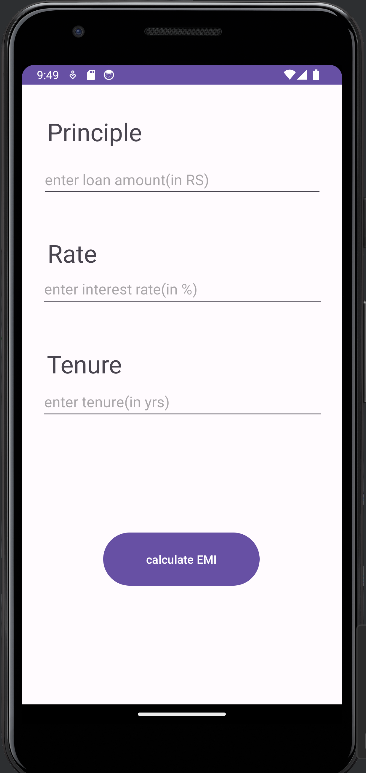 9:49
Principle
enter loan amount(in RS)
Rate
enter interest rate(in %)
Tenure
enter tenure(in yrs)
calculate EMI